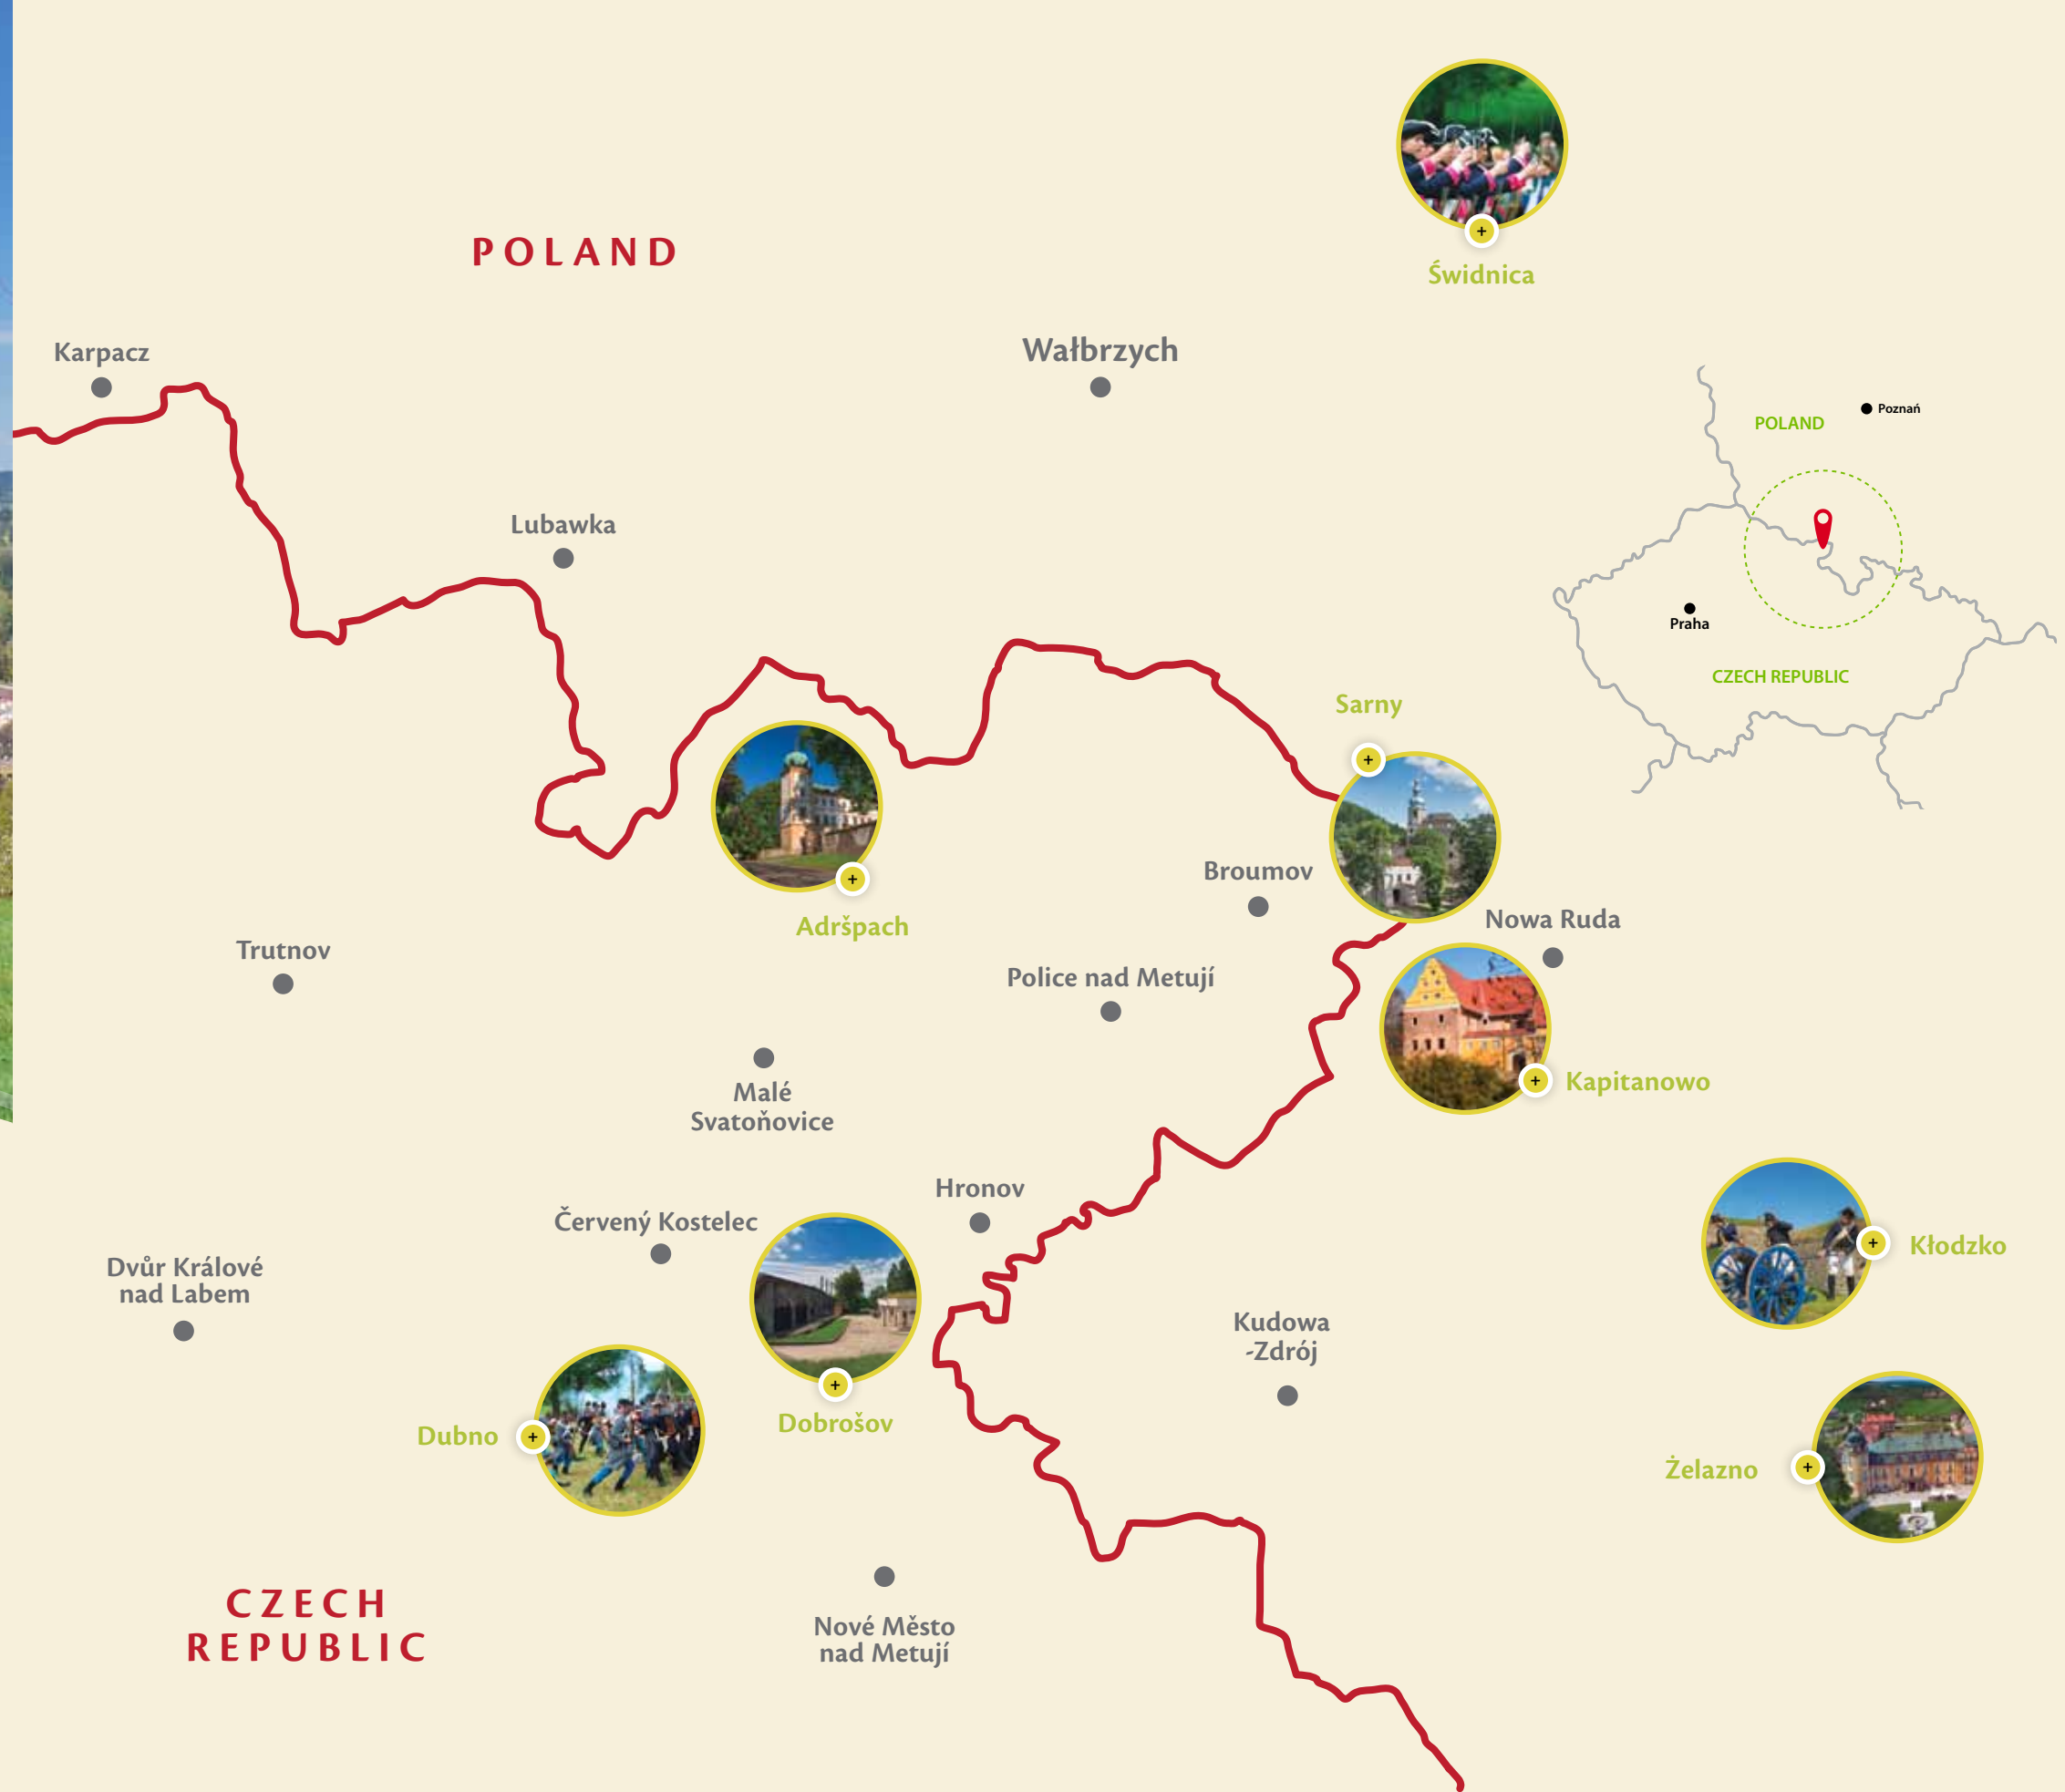 Świdnica
POLAND
Karpacz
Wałbrzych
Poznań
POLAND
Lubawka
Praha
CZECH REPUBLIC
Sarny
Broumov
Nowa Ruda
Adršpach
Trutnov
Police nad Metují
Malé
Svatoňovice
Kapitanowo
Hronov
Červený Kostelec
Kłodzko
Dvůr Králové
nad Labem
Kudowa
-Zdrój
Dobrošov
Dubno
Żelazno
CZECH
REPUBLIC
Nové Město
nad Metují